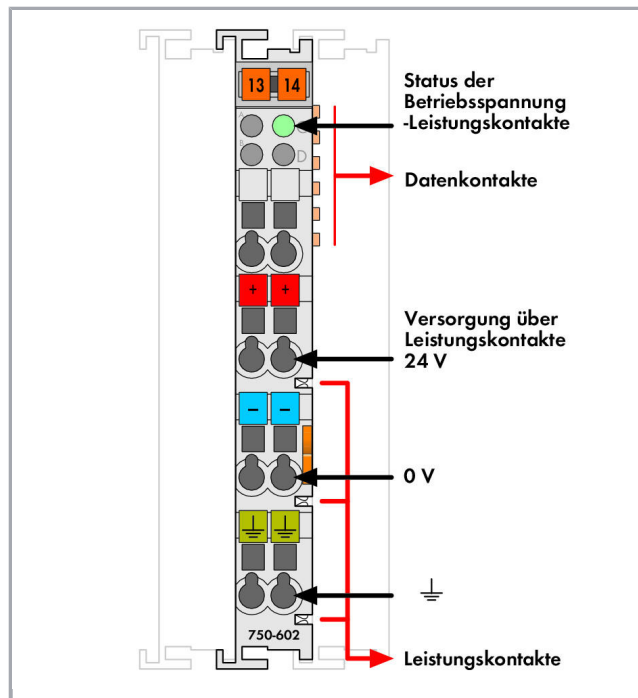 13 14
A
C
B
D
Status der
Betriebsspannung
-Leistungskontakte
Datenkontakte
+ +
Versorgung über
Leistungskontakte
24 V
– –
0 V
750-602
Leistungskontakte